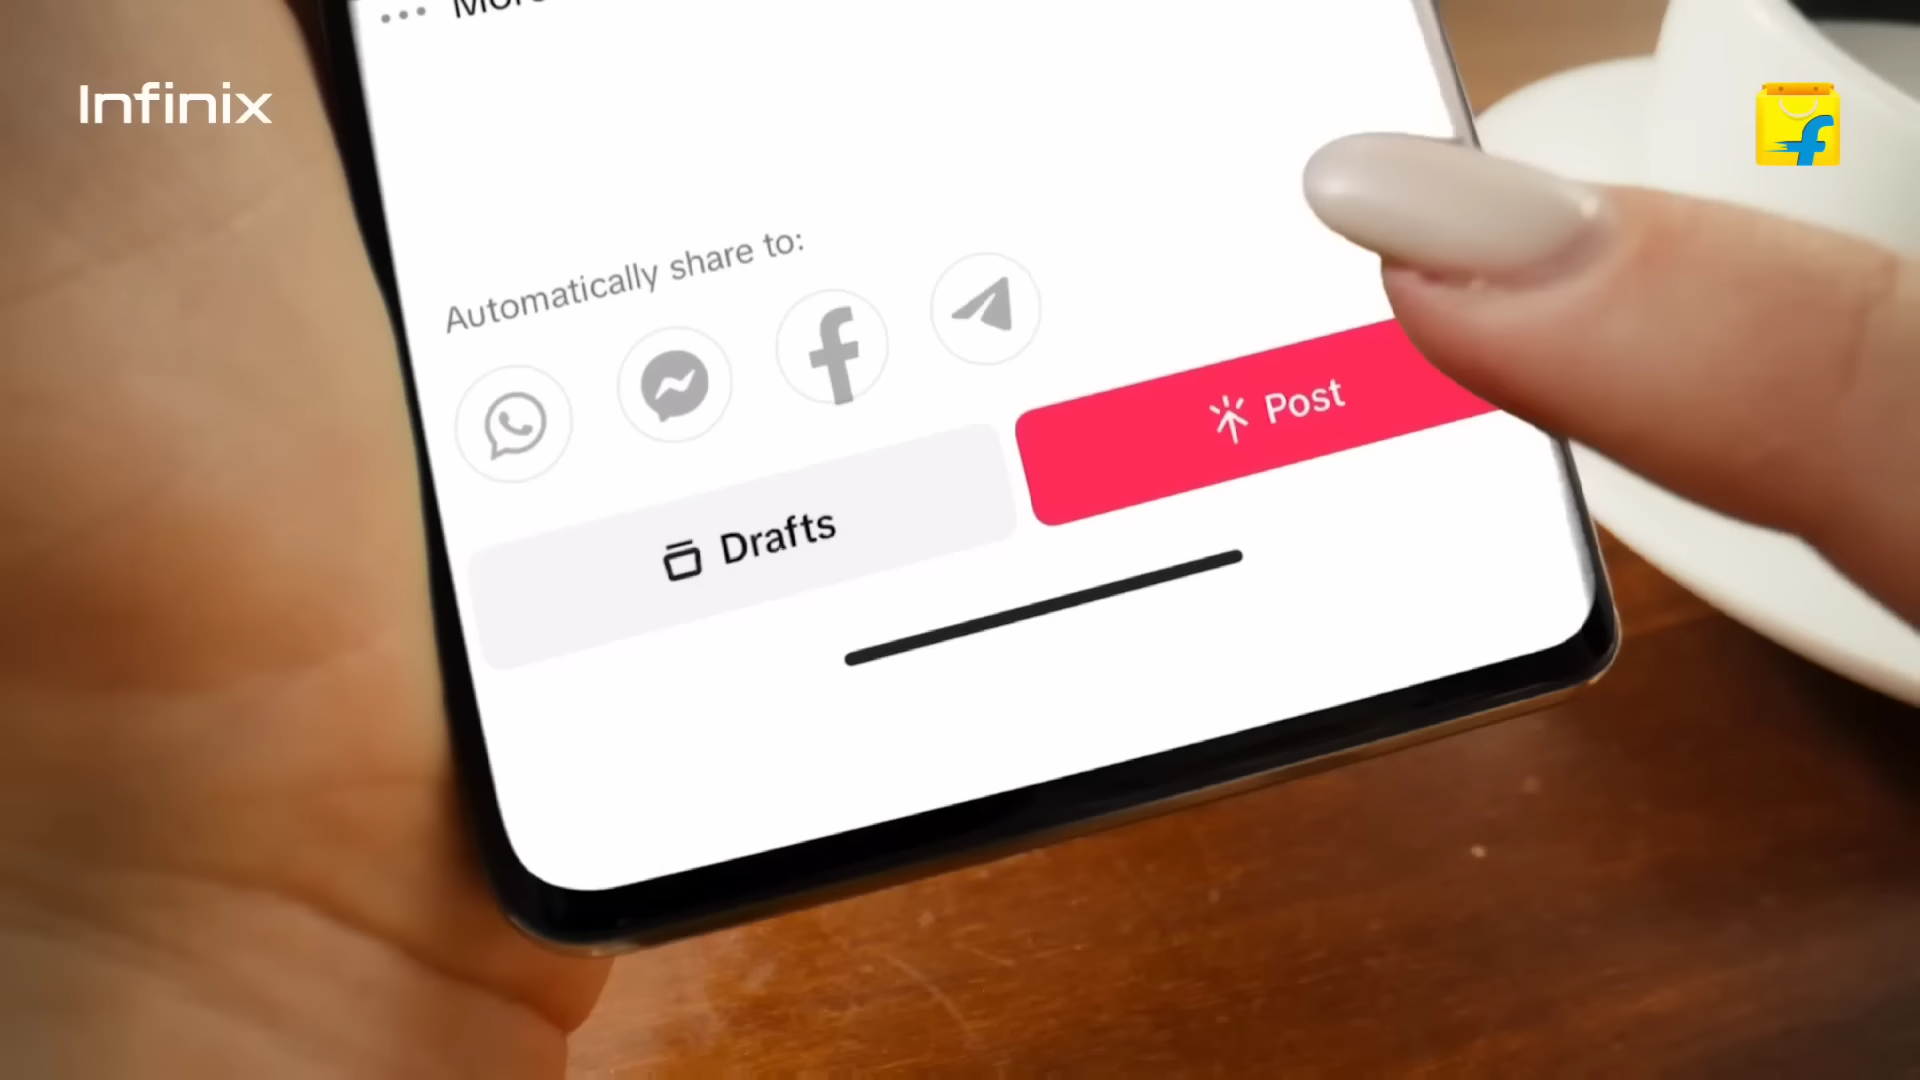 Infinix
Automatically share to:
Post
Drafts